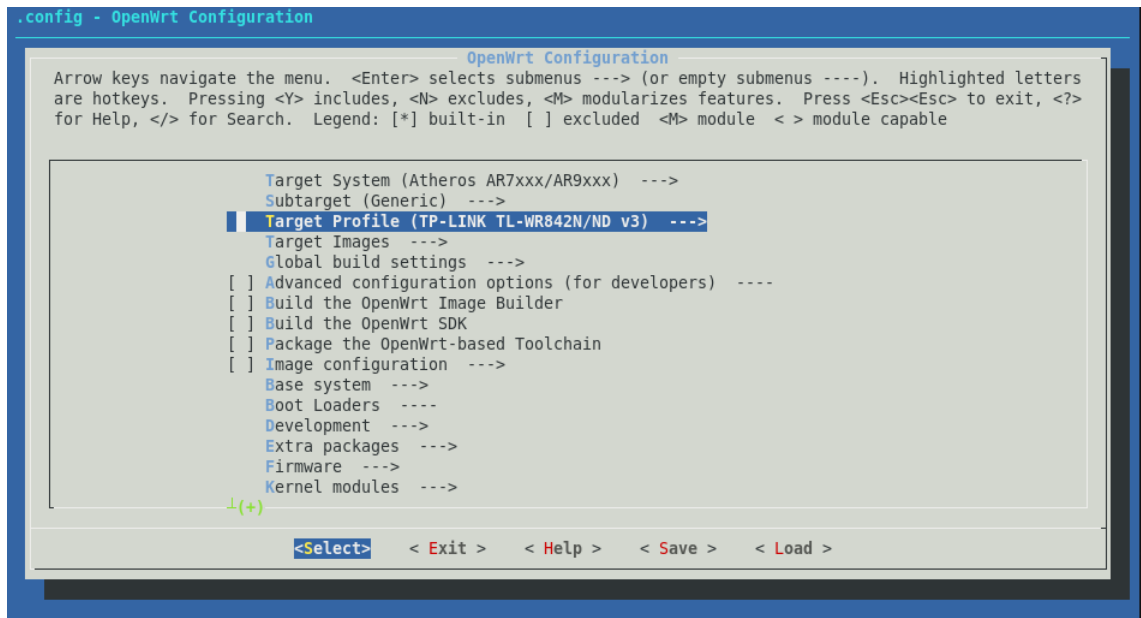 .config - OpenWrt Configuration
OpenWrt Configuration
Arrow keys navigate the menu.  <Enter> selects submenus ---> (or empty submenus ----).  Highlighted letters
are hotkeys.  Pressing <Y> includes, <N> excludes, <M> modularizes features.  Press <Esc><Esc> to exit, <?>
for Help, </> for Search.  Legend: [*] built-in  [ ] excluded  <M> module  < > module capable
Target System (Atheros AR7xxx/AR9xxx)  --->
Subtarget (Generic)  --->
Target Profile (TP-LINK TL-WR842N/ND v3)  --->
Target Images  --->
Global build settings  --->
[ ] Advanced configuration options (for developers)  ----
[ ] Build the OpenWrt Image Builder
[ ] Build the OpenWrt SDK
[ ] Package the OpenWrt-based Toolchain
[ ] Image configuration  --->
Base system  --->
Boot Loaders  ----
Development  --->
Extra packages  --->
Firmware  --->
Kernel modules  --->
┴(+)
<Select>    < Exit >    < Help >    < Save >    < Load >